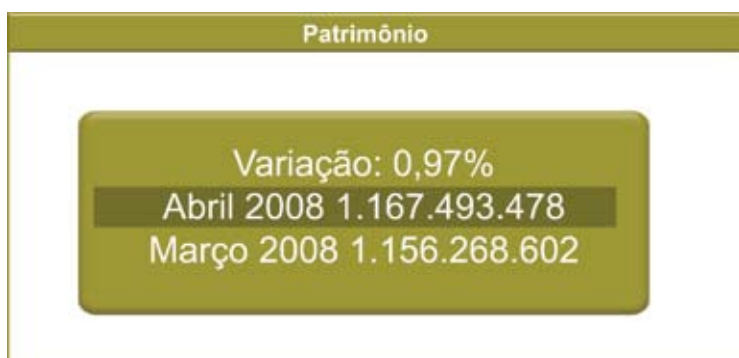 Patrimônio
Variação: 0,97%
Abril 2008 1.167.493.478
Março 2008 1.156.268.602